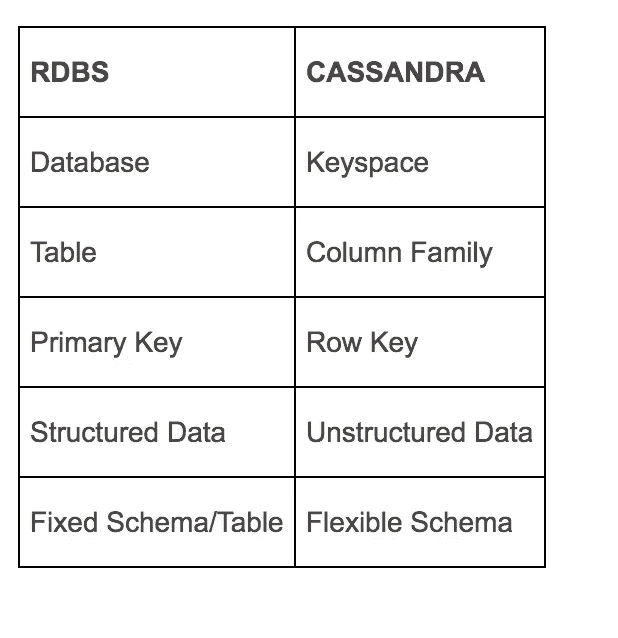 RDBS CASSANDRA
Database Keyspace
Table Column Family
Primary Key Row Key
Structured Data Unstructured Data
Fixed Schema/Table Flexible Schema